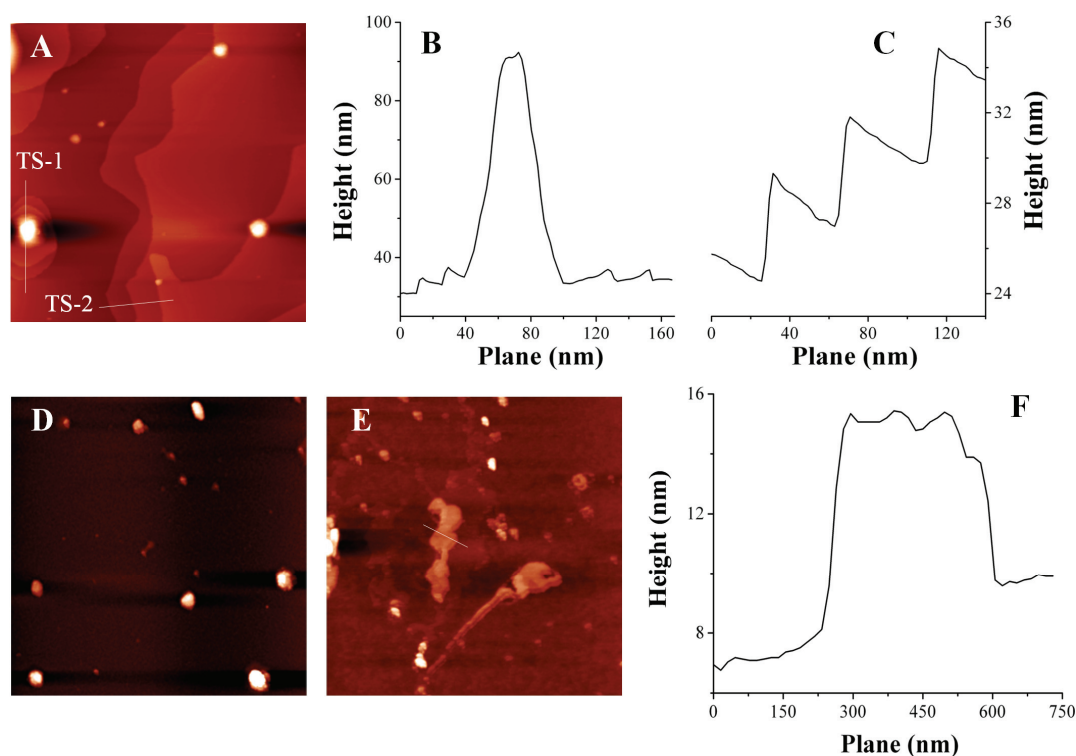 A
TS-1
TS-2
B
Height (nm)
100
80
60
40
0 40 80 120 160
Plane (nm)
C
36
32
28
24
Height (nm)
0 40 80 120
Plane (nm)
D
E
F
Height (nm)
16
12
8
0 150 300 450 600 750
Plane (nm)